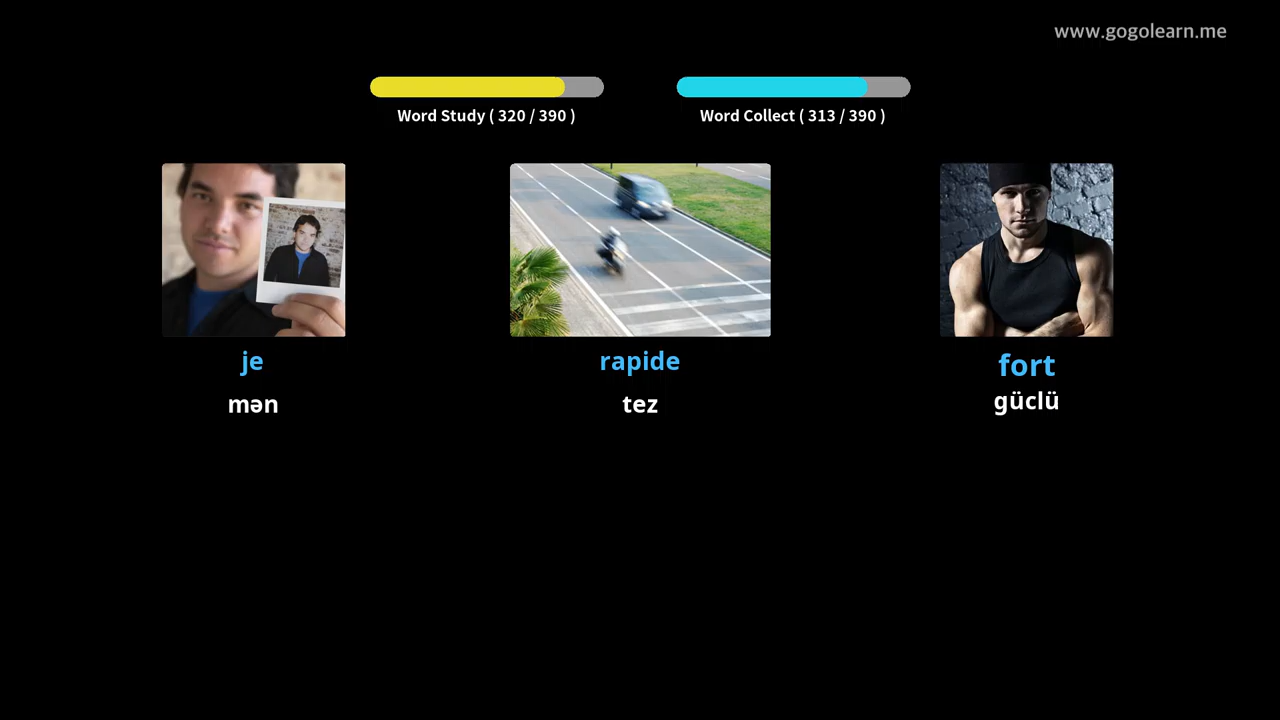 www.gogolearn.me
Word Study ( 320 / 390 )
Word Collect ( 313 / 390 )
je
rapide
fort
mən
tez
güclü